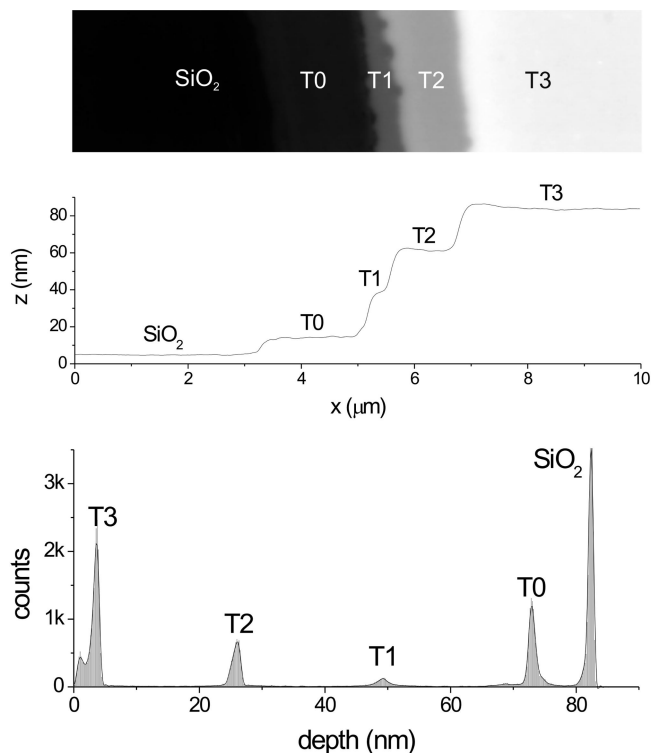 SiO2 T0 T1 T2 T3
80
60
40
20
0
z (nm)
SiO2
T0
T1
T2
T3
0 2 4 6 8 10
x (μm)
3k
2k
1k
0
counts
T3
T2
T1
T0
SiO2
0 20 40 60 80
depth (nm)